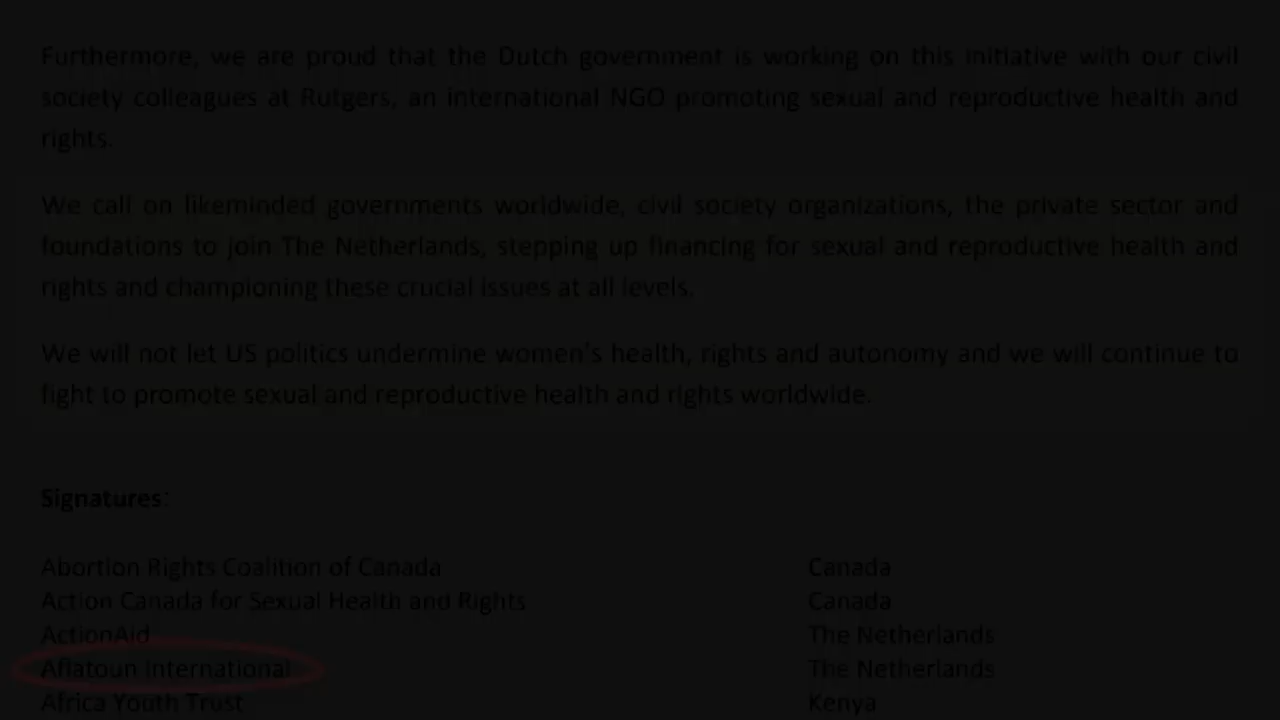 Furthermore, we are proud that the Dutch government is working on this initiative with our civil
society colleagues at Rutgers, an international NGO promoting sexual and reproductive health and
rights.
We call on likeminded governments worldwide, civil society organizations, the private sector and
foundations to join The Netherlands, stepping up financing for sexual and reproductive health and
rights and championing these crucial issues at all levels.
We will not let US politics undermine women's health, rights and autonomy and we will continue to
fight to promote sexual and reproductive health and rights worldwide.
Signatures:
Abortion Rights Coalition of Canada Canada
Action Canada for Sexual Health and Rights Canada
ActionAid The Netherlands
Aflatoun International The Netherlands
Africa Youth Trust Kenya